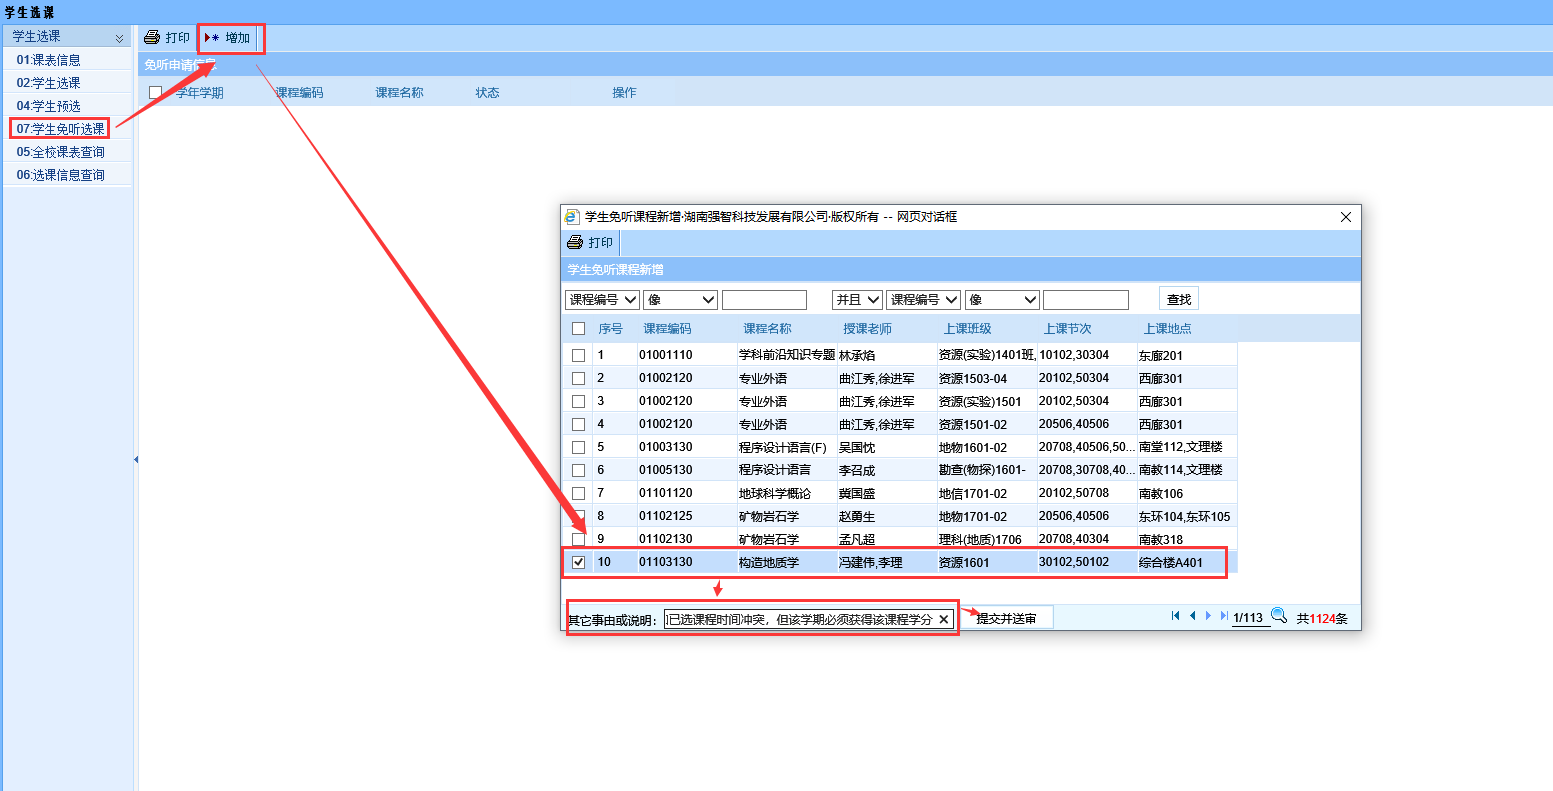 学生选课
学生选课
01:课表信息
02:学生选课
04:学生预选
07:学生免听选课
05:全校课表查询
06:选课信息查询
打印 增加
免听申请信息
学年学期 课程编码 课程名称 状态 操作
学生免听课程新增·湖南强智科技发展有限公司·版权所有 -- 网页对话框
打印
学生免听课程新增
课程编号 像 并且 课程编号 像 查找
序号 课程编码 课程名称 授课老师 上课班级 上课节次 上课地点
1 01001110 学科前沿知识专题 林承焰 资源(实验)1401班, 10102,30304 东廊201
2 01002120 专业外语 曲江秀,徐进军 资源1503-04 20102,50304 西廊301
3 01002120 专业外语 曲江秀,徐进军 资源(实验)1501 20102,50304 西廊301
4 01002120 专业外语 曲江秀,徐进军 资源1501-02 20506,40506 西廊301
5 01003130 程序设计语言(F) 吴国忱 地物1601-02 20708,40506,50... 南堂112,文理楼
6 01005130 程序设计语言 李召成 勘查(物探)1601- 20708,30708,40... 南教114,文理楼
7 01101120 地球科学概论 冀国盛 地信1701-02 20102,50708 南教106
8 01102125 矿物岩石学 赵勇生 地物1701-02 20506,40506 东环104,东环105
9 01102130 矿物岩石学 孟凡超 理科(地质)1706 20708,40304 南教318
10 01103130 构造地质学 冯建伟,李理 资源1601 30102,50102 综合楼A401
其它事由或说明: 已选课程时间冲突，但该学期必须获得该课程学分 提交并送审 1/113 共1124条